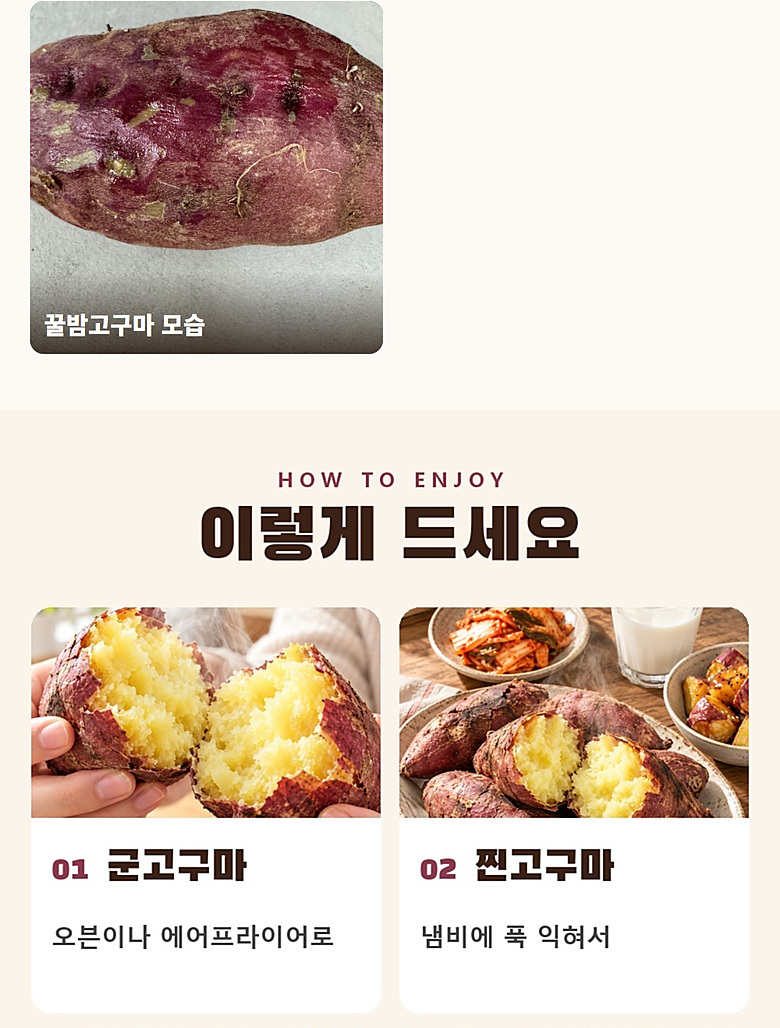 꿀밤고구마 모습
HOW TO ENJOY
이렇게 드세요
01 군고구마
오븐이나 에어프라이어로
02 찐고구마
냄비에 푹 익혀서